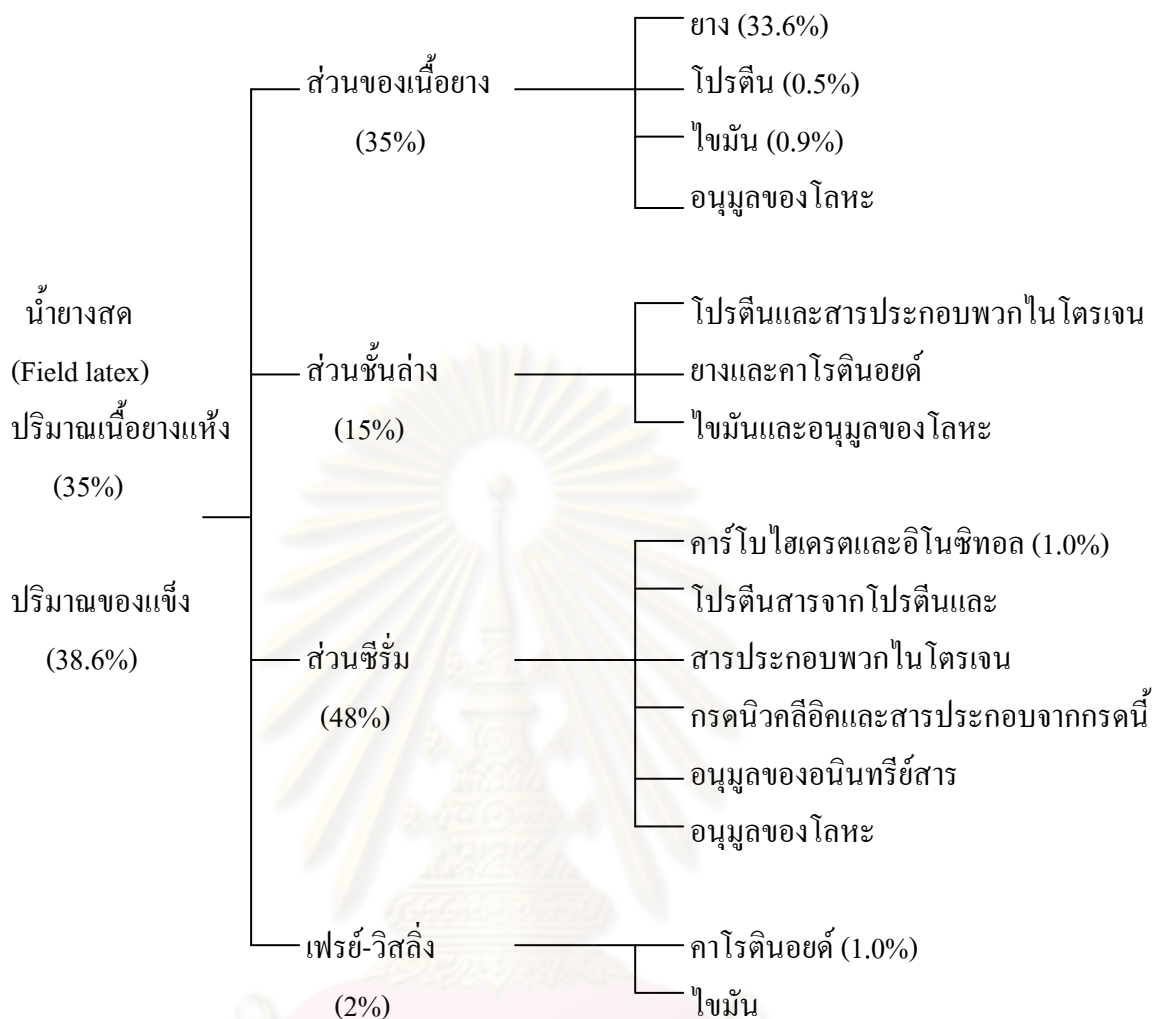 น้ำยางสด
(Field latex)
ปริมาณเนื้อยางแห้ง
(35%)
ปริมาณของแข็ง
(38.6%)
ส่วนของเนื้อยาง
(35%)
ยาง (33.6%)
โปรตีน (0.5%)
ไขมัน (0.9%)
อนุมูลของโลหะ
ส่วนชั้นล่าง
(15%)
โปรตีนและสารประกอบพวกไนโตรเจน
ยางและคาโรตินอยด์
ไขมันและอนุมูลของโลหะ
ส่วนซีรั่ม
(48%)
คาร์โบไฮเดรตและอิโนซิทอล (1.0%)
โปรตีนสารจากโปรตีนและ
สารประกอบพวกไนโตรเจน
กรดนิวคลีอิคและสารประกอบจากกรดนี้
อนุมูลของอนินทรีย์สาร
อนุมูลของโลหะ
เฟรย์-วิสลิ่ง
(2%)
คาโรตินอยด์ (1.0%)
ไขมัน